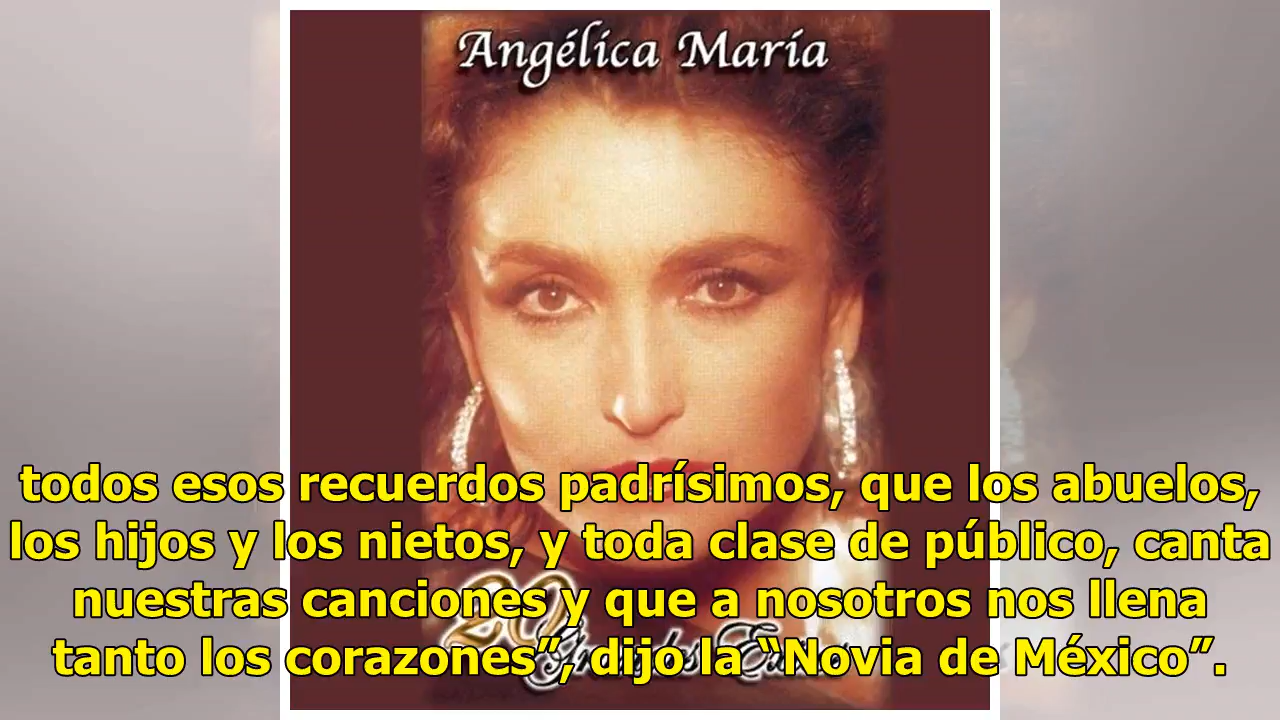 Angélica María
todos esos recuerdos padrísimos, que los abuelos,
los hijos y los nietos, y toda clase de público, canta
nuestras canciones y que a nosotros nos llena
tanto los corazones”, dijo la “Novia de México”.
20